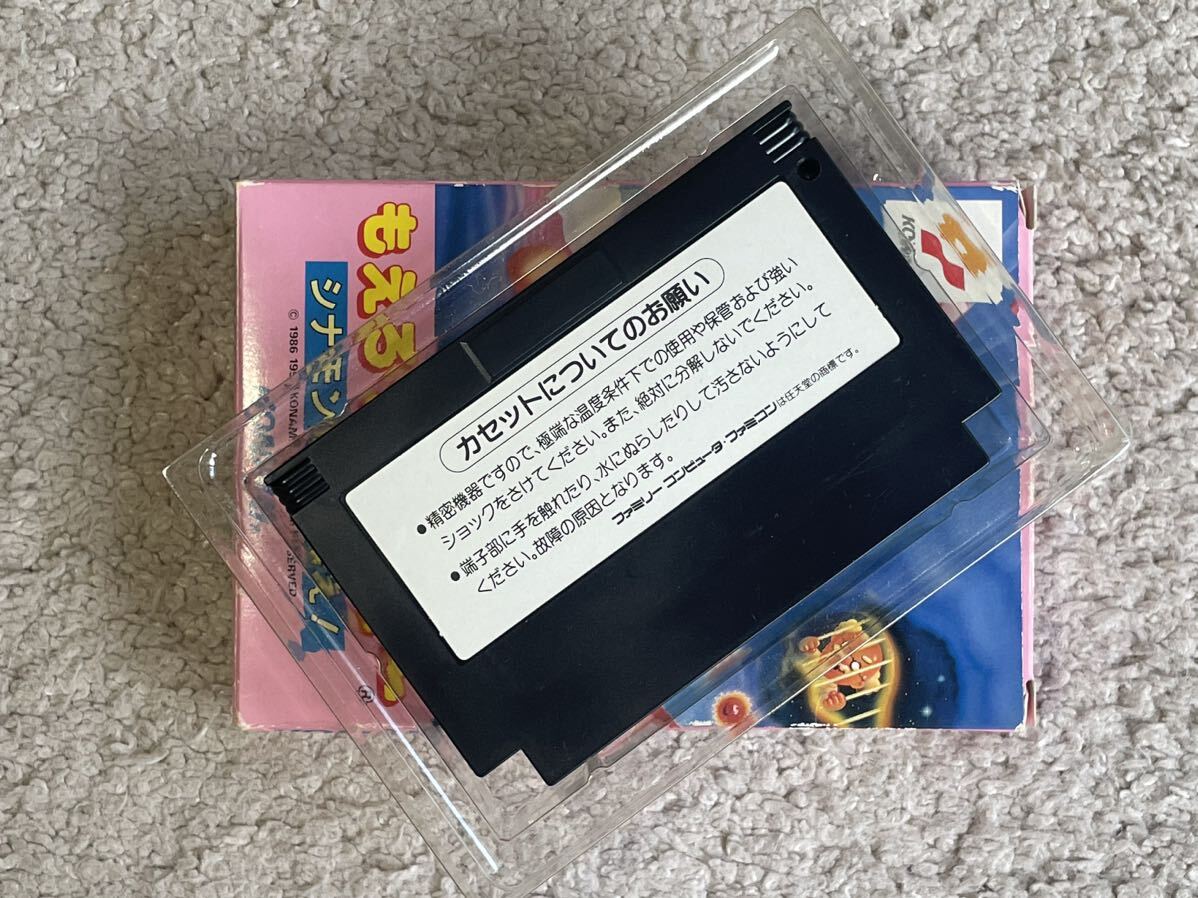 カセットについてのお願い
●精密機器ですので、極端な温度条件下での使用や保管および強い
ショックをさけてください。また、絶対に分解しないでください。
●端子部に手を触れたり、水にぬらしたりして汚さないようにして
ください。故障の原因となります。
ファミリーコンピュータ・ファミコンは任天堂の商標です。
もえろ
シナモン
え!
© 1986 19
KONAMI
SERVED